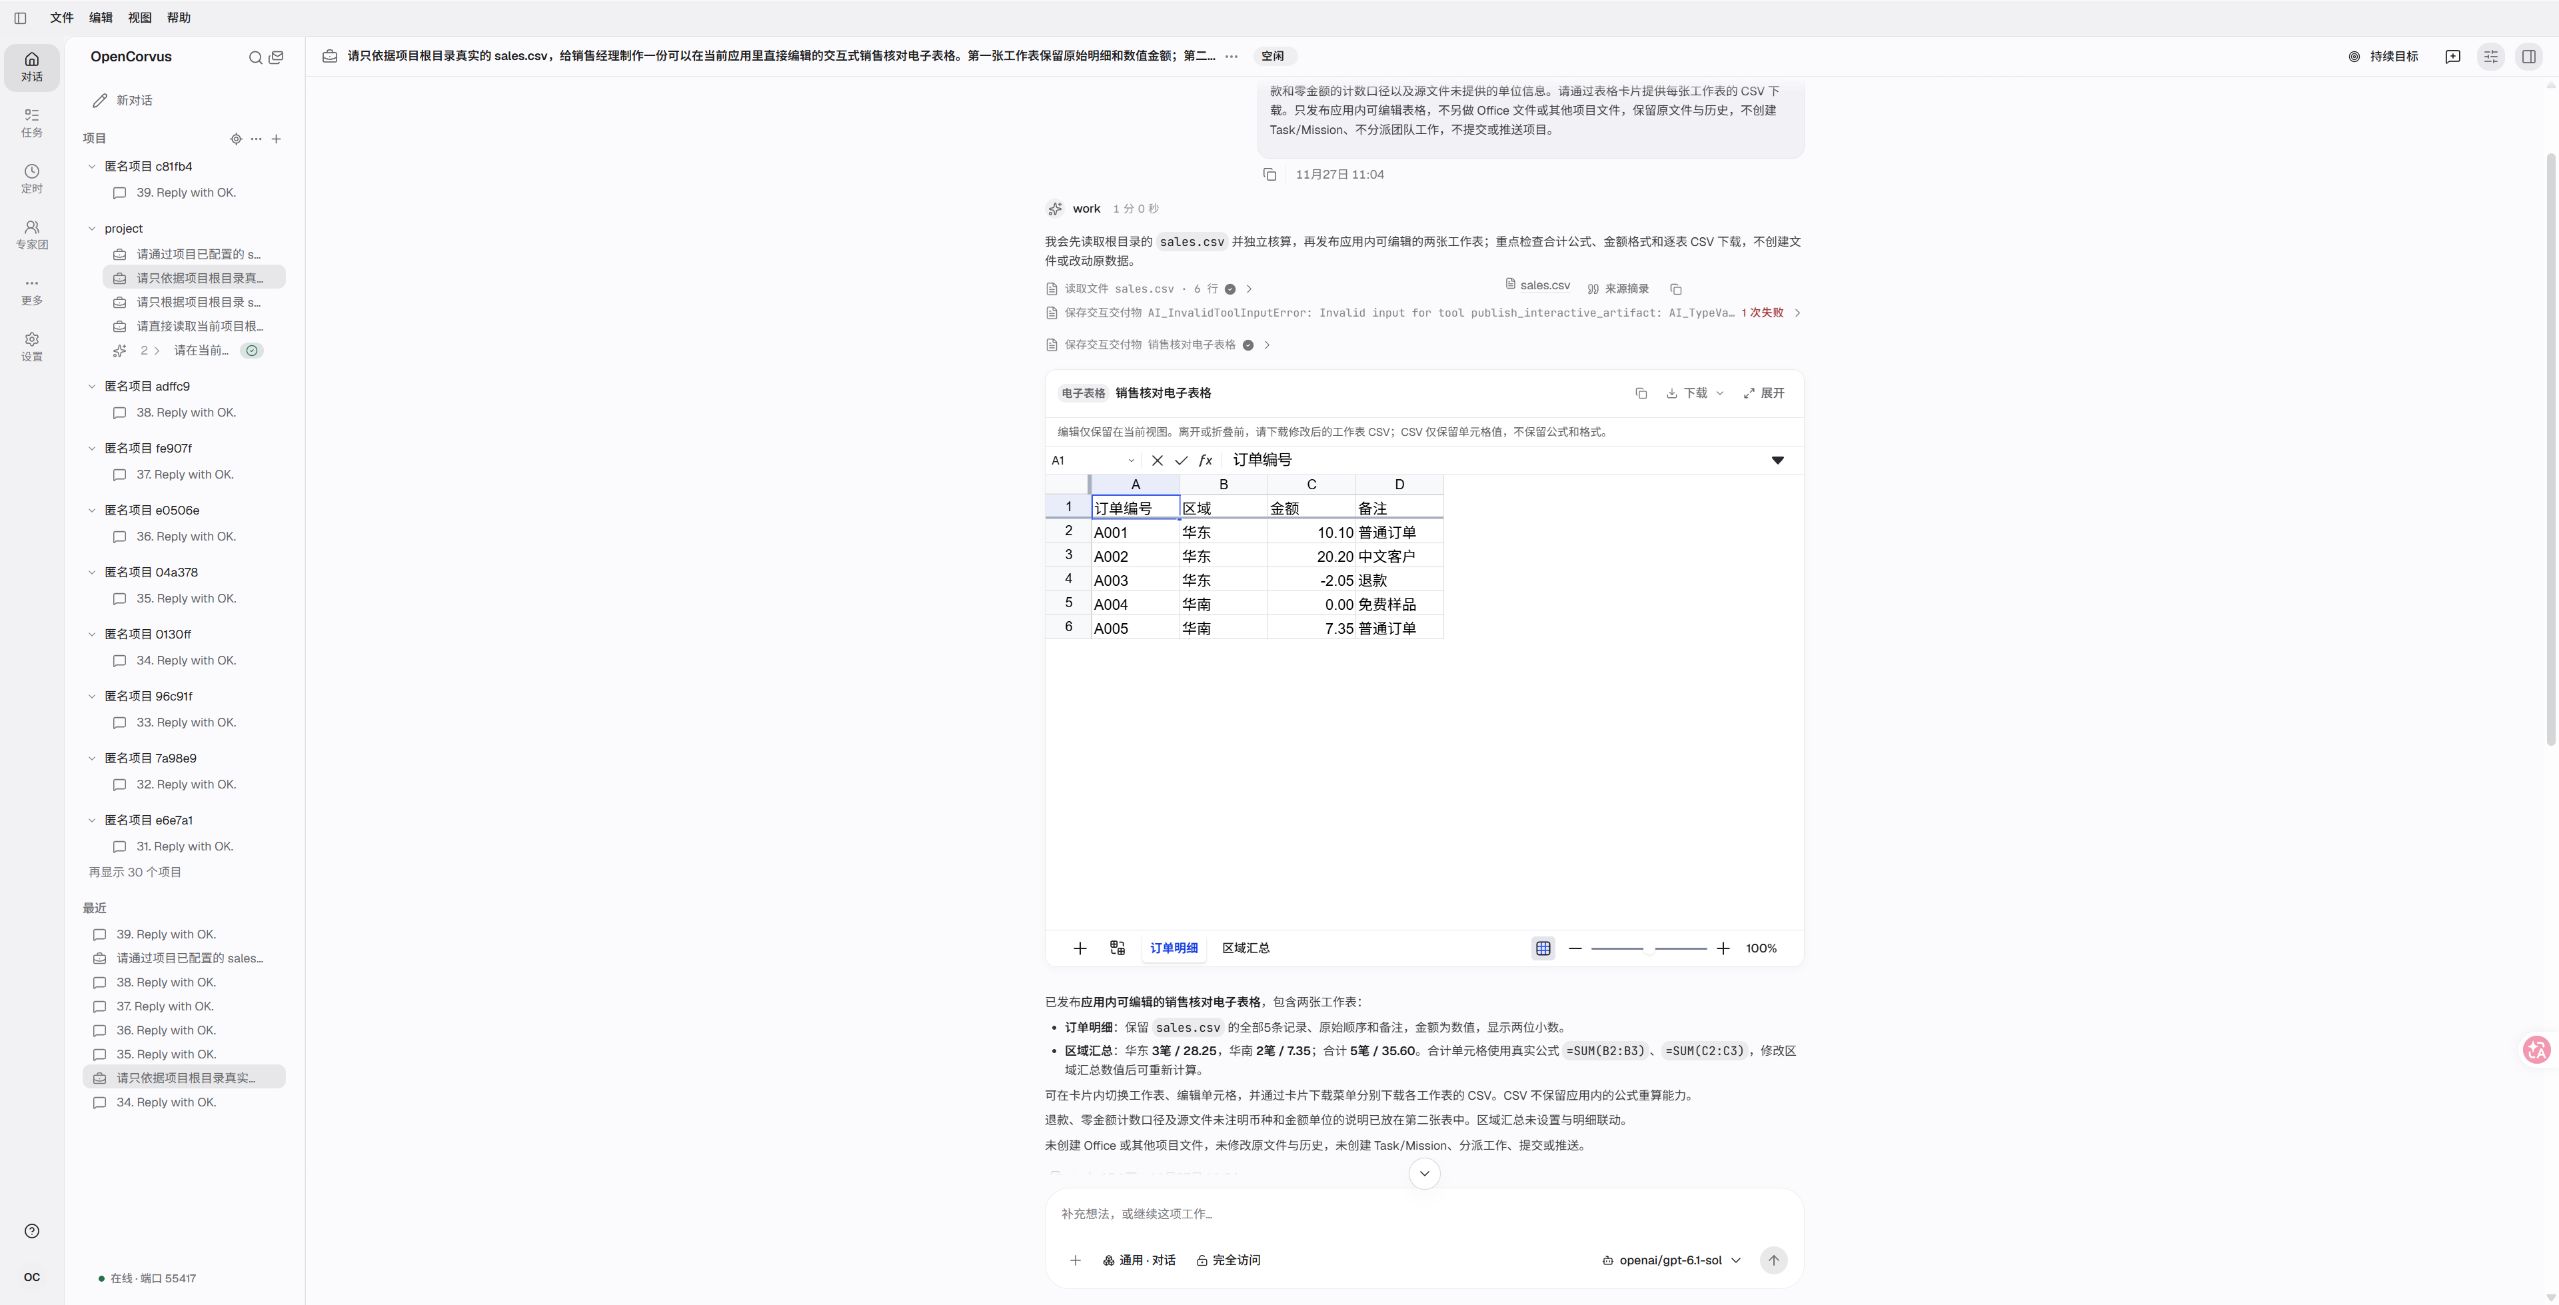 文件 编辑 视图 帮助
对话
任务
定时
专家团
更多
设置
OC
OpenCorvus
新对话
项目
匿名项目 c81fb4
39. Reply with OK.
project
请通过项目已配置的 s...
请只依据项目根目录真...
请只根据项目根目录 s...
请直接读取当前项目根...
2 请在当前...
匿名项目 adffc9
38. Reply with OK.
匿名项目 fe907f
37. Reply with OK.
匿名项目 e0506e
36. Reply with OK.
匿名项目 04a378
35. Reply with OK.
匿名项目 0130ff
34. Reply with OK.
匿名项目 96c91f
33. Reply with OK.
匿名项目 7a98e9
32. Reply with OK.
匿名项目 e6e7a1
31. Reply with OK.
再显示 30 个项目
最近
39. Reply with OK.
请通过项目已配置的 sales...
38. Reply with OK.
37. Reply with OK.
36. Reply with OK.
35. Reply with OK.
请只依据项目根目录真实...
34. Reply with OK.
在线 · 端口 55417
请只依据项目根目录真实的 sales.csv，给销售经理制作一份可以在当前应用里直接编辑的交互式销售核对电子表格。第一张工作表保留原始明细和数值金额；第二... 空闲
持续目标
款和零金额的计数口径以及源文件未提供的单位信息。请通过表格卡片提供每张工作表的 CSV 下
载。只发布应用内可编辑表格，不另做 Office 文件或其他项目文件，保留原文件与历史，不创建
Task/Mission、不分派团队工作，不提交或推送项目。
11月27日 11:04
work 1 分 0 秒
我会先读取根目录的 sales.csv 并独立核算，再发布应用内可编辑的两张工作表；重点检查合计公式、金额格式和逐表 CSV 下载，不创建文
件或改动原数据。
读取文件 sales.csv · 6 行 sales.csv 来源摘录
保存交互交付物 AI_InvalidToolInputError: Invalid input for tool publish_interactive_artifact: AI_TypeVa... 1 次失败
保存交互交付物 销售核对电子表格
电子表格 销售核对电子表格 下载 展开
编辑仅保留在当前视图。离开或折叠前，请下载修改后的工作表 CSV；CSV 仅保留单元格值，不保留公式和格式。
A1 fx 订单编号
A B C D
1 订单编号 区域 金额 备注
2 A001 华东 10.10 普通订单
3 A002 华东 20.20 中文客户
4 A003 华东 -2.05 退款
5 A004 华南 0.00 免费样品
6 A005 华南 7.35 普通订单
订单明细 区域汇总 100%
已发布应用内可编辑的销售核对电子表格，包含两张工作表：
• 订单明细：保留 sales.csv 的全部5条记录、原始顺序和备注，金额为数值，显示两位小数。
• 区域汇总：华东 3笔 / 28.25，华南 2笔 / 7.35；合计 5笔 / 35.60。合计单元格使用真实公式 =SUM(B2:B3)、 =SUM(C2:C3)，修改区
域汇总数值后可重新计算。
可在卡片内切换工作表、编辑单元格，并通过卡片下载菜单分别下载各工作表的 CSV。CSV 不保留应用内的公式重算能力。
退款、零金额计数口径及源文件未注明币种和金额单位的说明已放在第二张表中。区域汇总未设置与明细联动。
未创建 Office 或其他项目文件，未修改原文件与历史，未创建 Task/Mission、分派工作、提交或推送。
补充想法，或继续这项工作...
通用 · 对话 完全访问 openai/gpt-6.1-sol